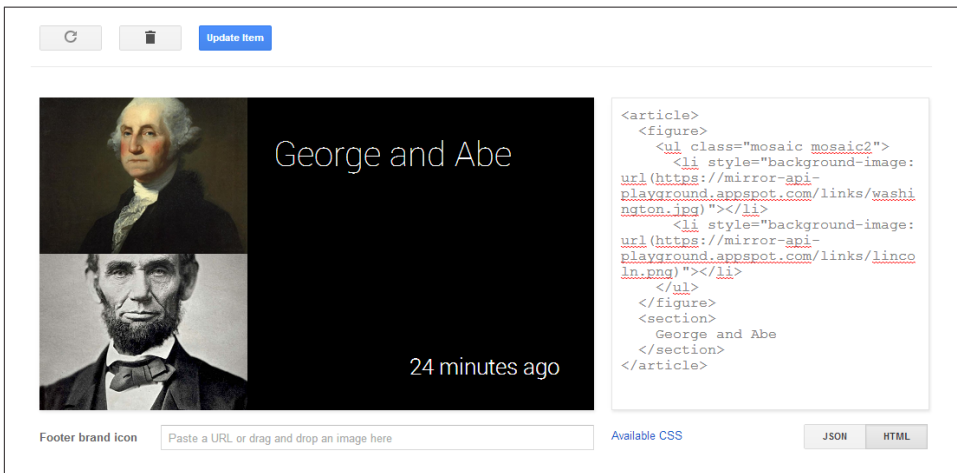 Update Item
George and Abe
24 minutes ago
<article>
  <figure>
    <ul class="mosaic mosaic2">
      <li style="background-image:
url(https://mirror-api-
playground.appspot.com/links/washi
ngton.jpg)"></li>
      <li style="background-image:
url(https://mirror-api-
playground.appspot.com/links/linco
ln.png)"></li>
    </ul>
  </figure>
  <section>
    George and Abe
  </section>
</article>
Footer brand icon
Paste a URL or drag and drop an image here
Available CSS
JSON
HTML